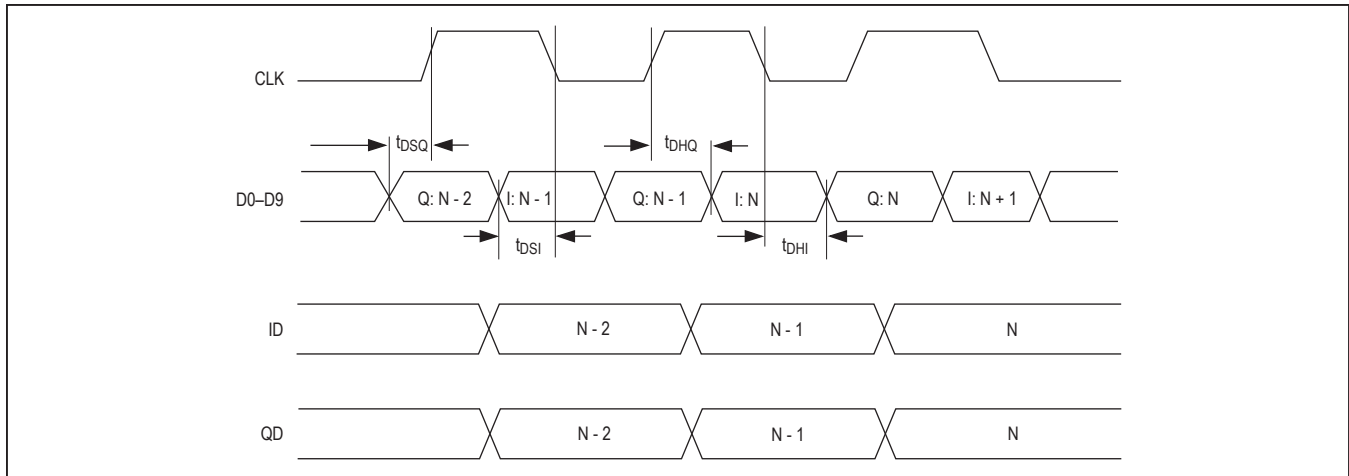 CLK
tDSQ
tDHQ
D0–D9
Q: N - 2
I: N - 1
Q: N - 1
I: N
Q: N
I: N + 1
tDSI
tDHI
ID
N - 2
N - 1
N
QD
N - 2
N - 1
N